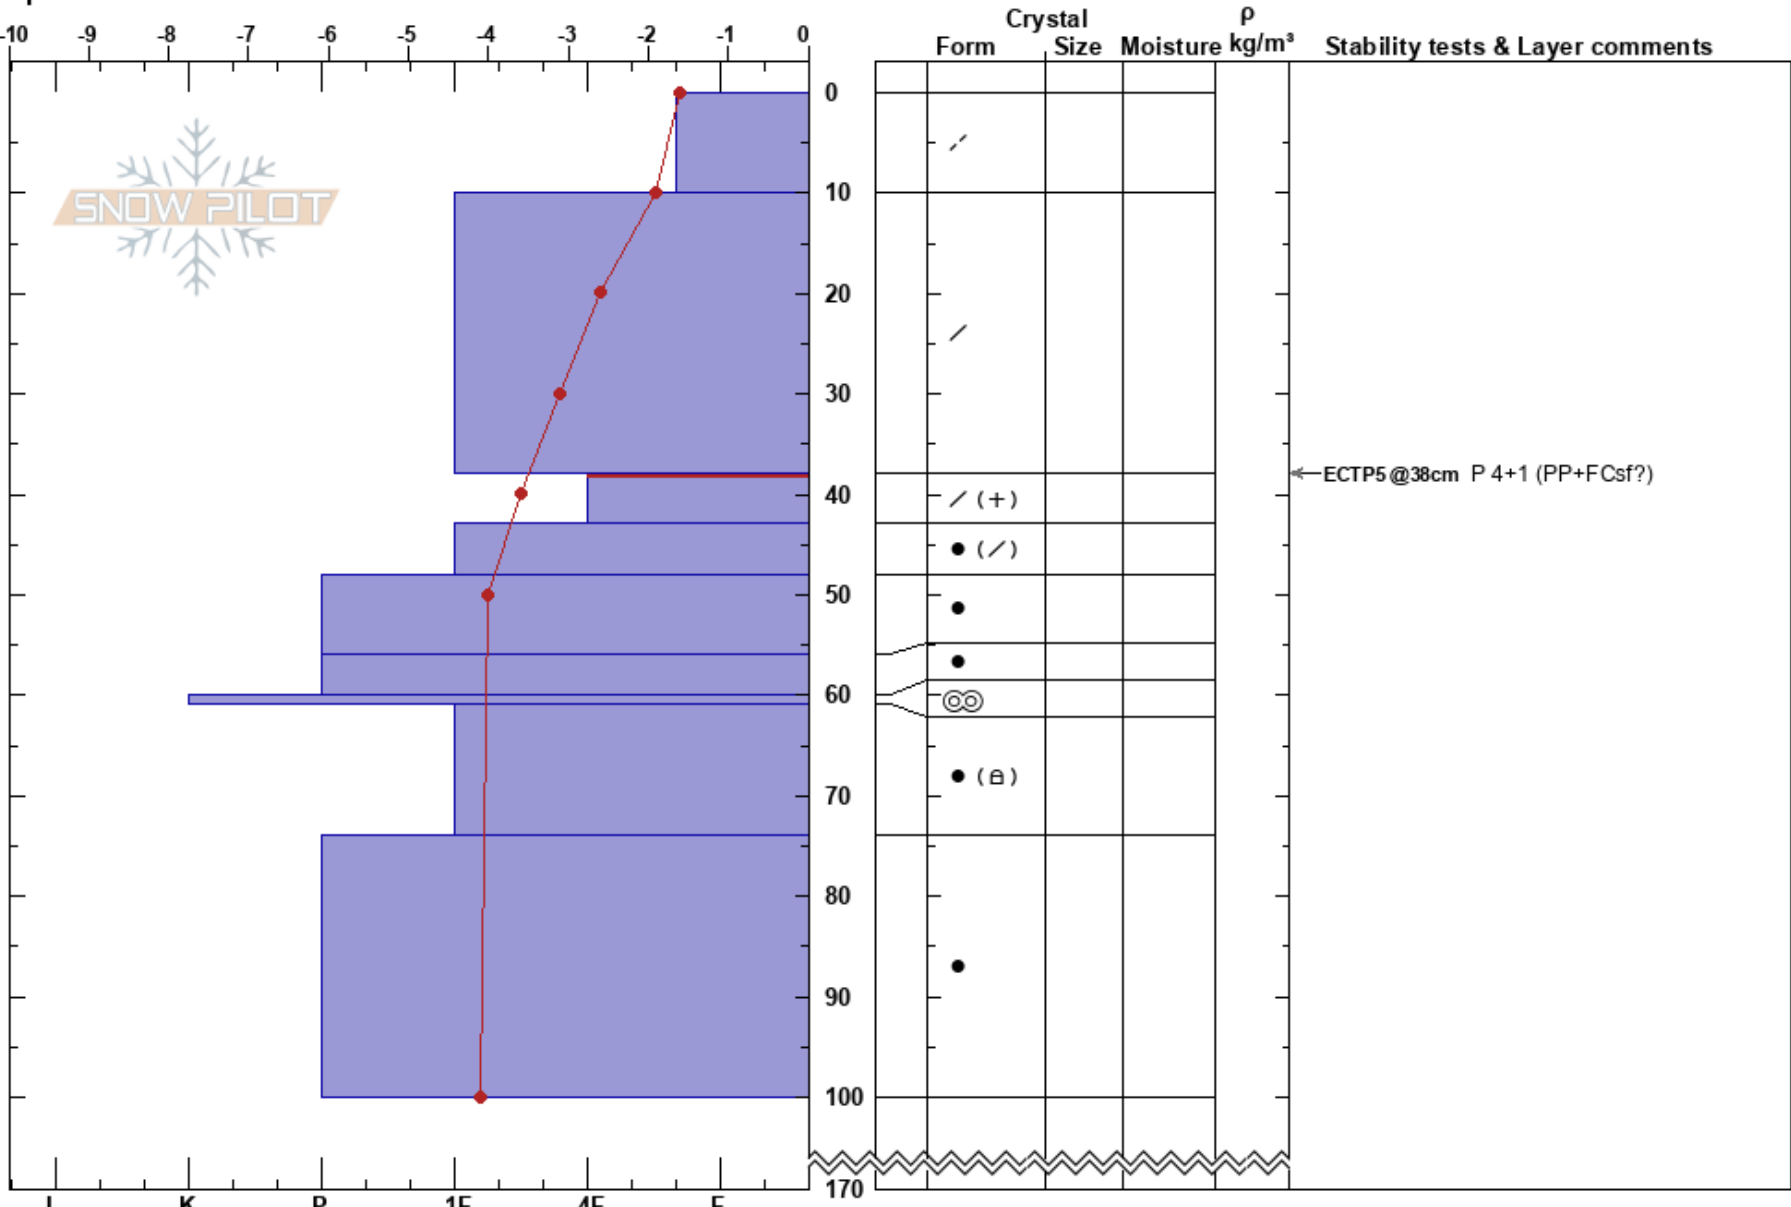 -10 -9 -8 -7 -6 -5 -4 -3 -2 -1 0
Crystal
ρ
Form Size Moisture kg/m³ Stability tests & Layer comments
0
SNOW PILOT
10
20
30
ECTP5 @38cm P 4+1 (PP+FCsf?)
40
50
60
70
80
90
100
170
I K P 1F 4F F